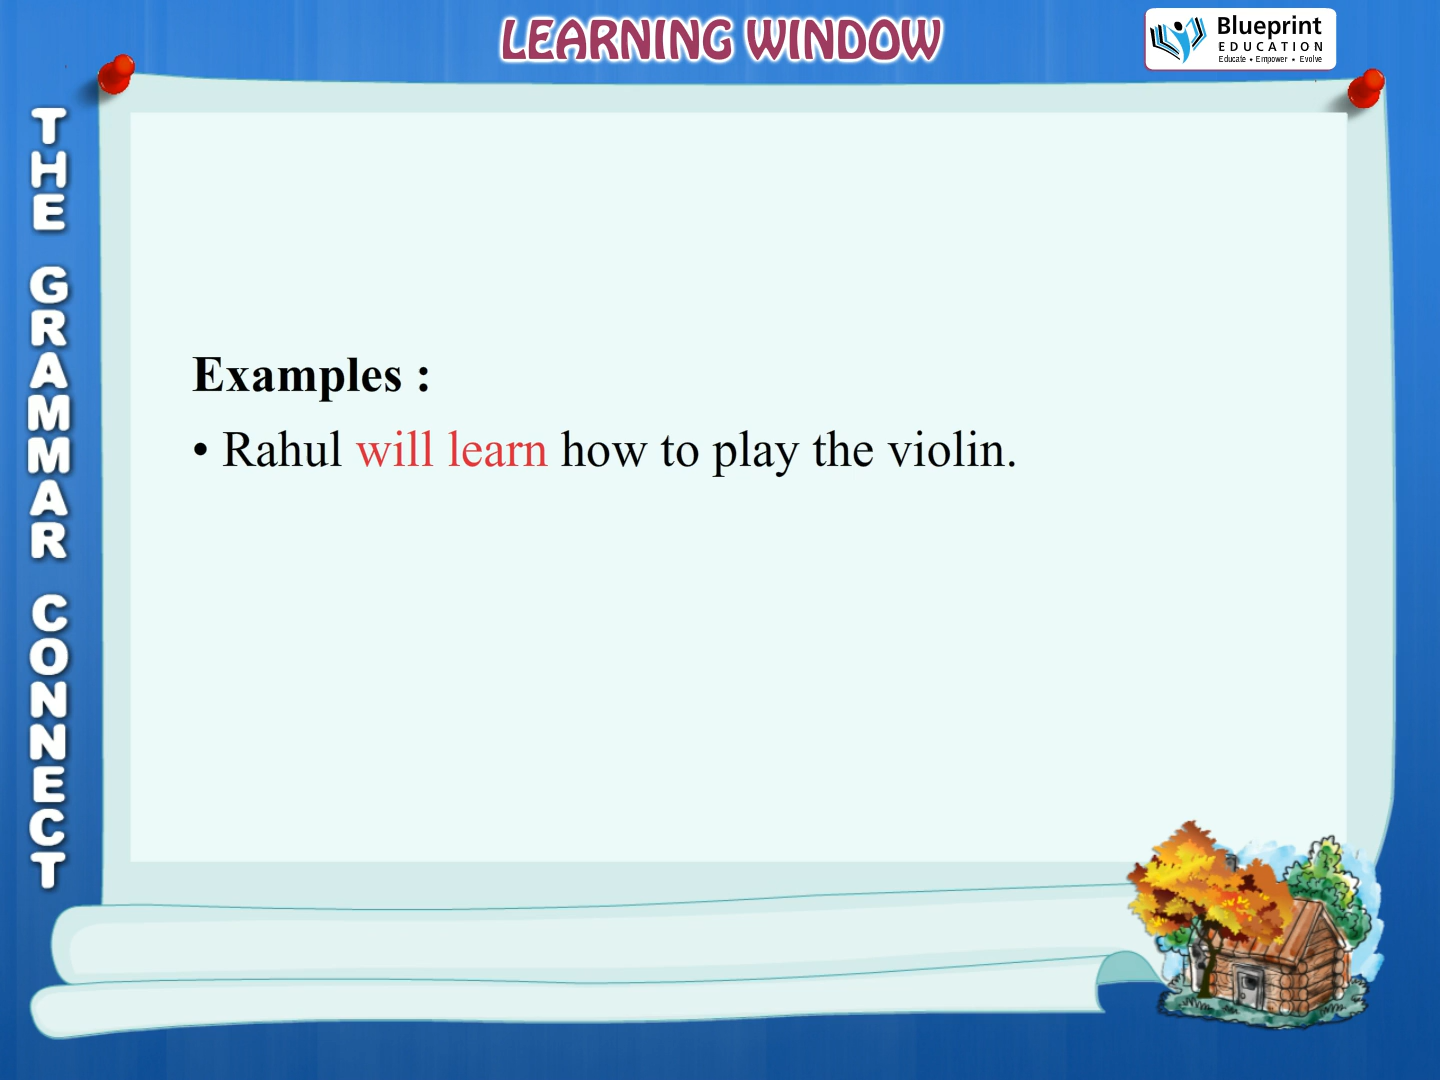 LEARNING WINDOW
Blueprint
EDUCATION
Educate • Empower • Evolve
THE GRAMMAR CONNECT
Examples :
• Rahul will learn how to play the violin.